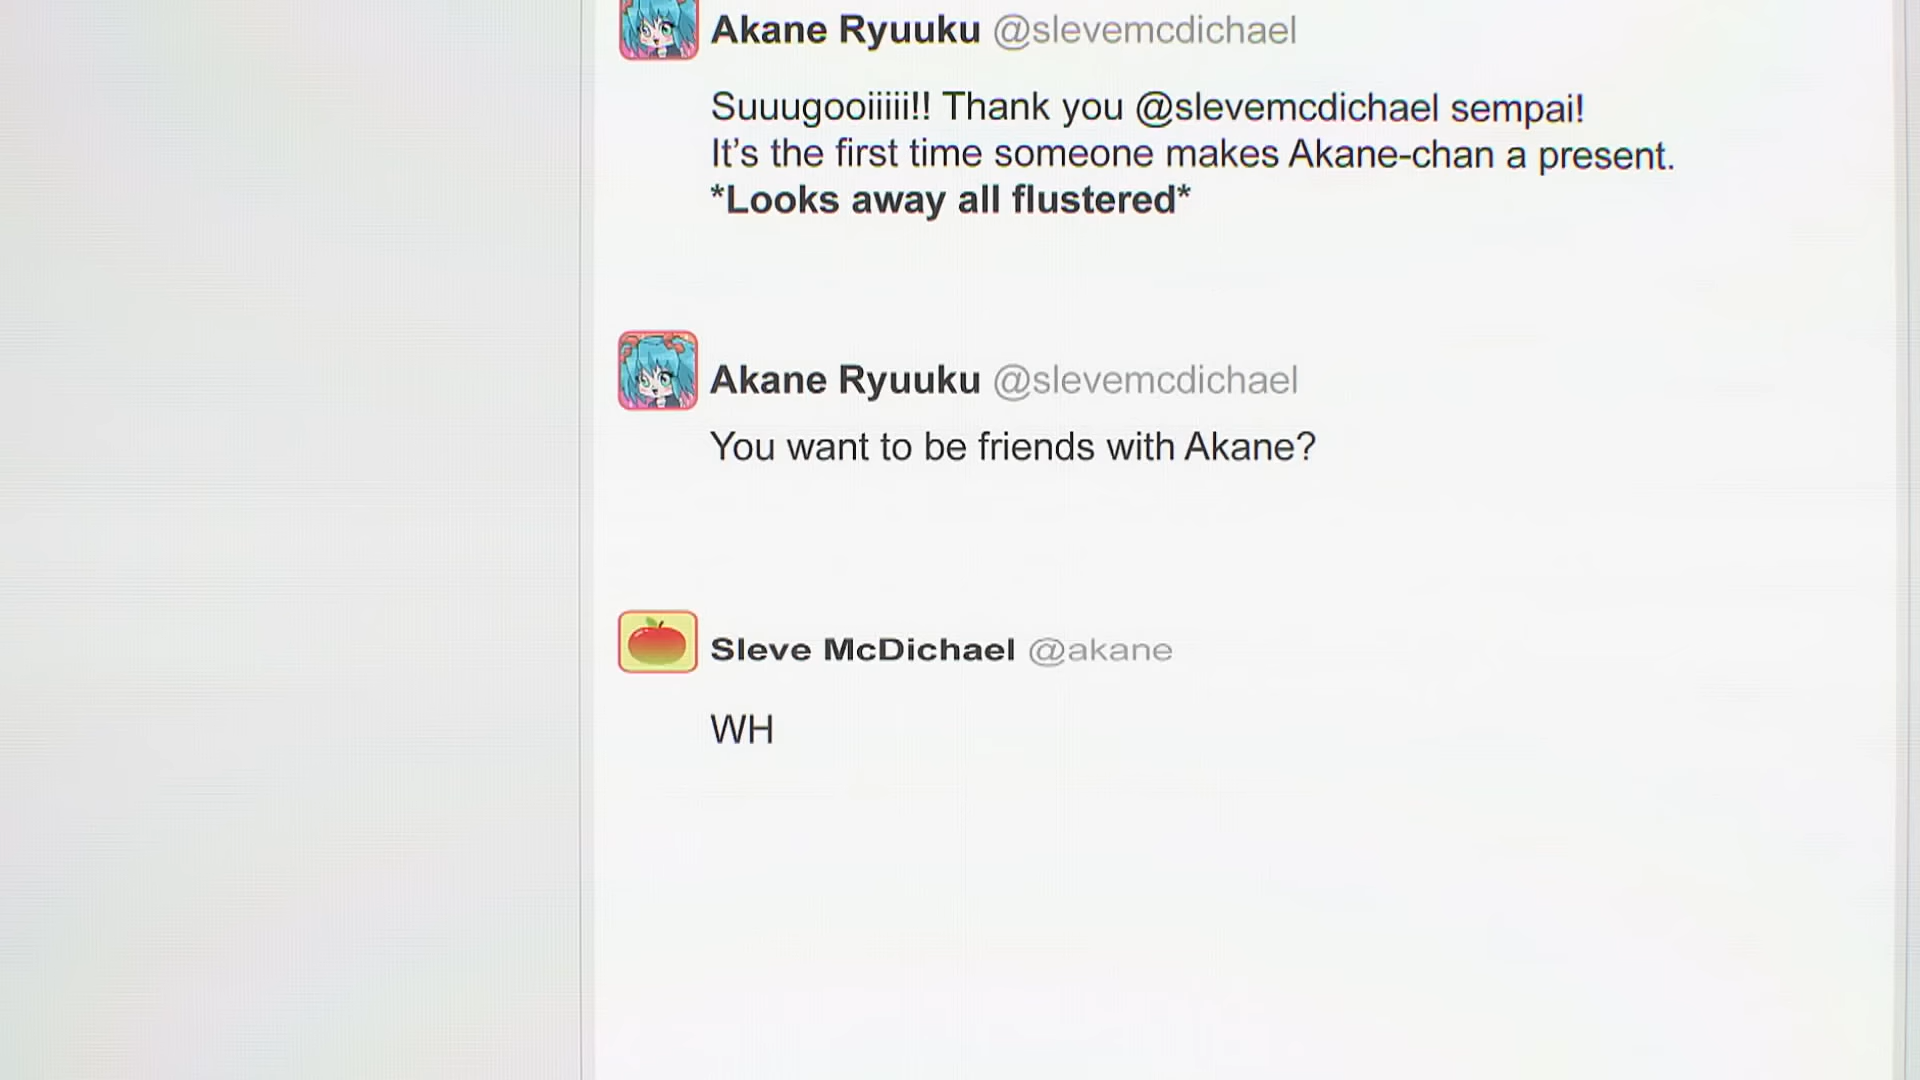 Akane Ryuuku @slevemcdichael
Suuugooiiiii!! Thank you @slevemcdichael sempai!
It's the first time someone makes Akane-chan a present.
*Looks away all flustered*
Akane Ryuuku @slevemcdichael
You want to be friends with Akane?
Sleve McDichael @akane
WH